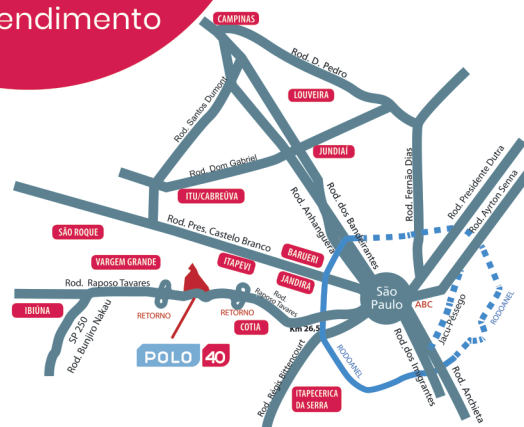 endimento
CAMPINAS
Rod. D. Pedro
LOUVEIRA
Rod. Santos Dumont
JUNDIAÍ
Rod. Dom Gabriel
ITU/CABREÚVA
Rod. Anhanguera
Rod. dos Bandeirantes
Rod. Fernão Dias
Rod. Presidente Dutra
Rod. Ayrton Senna
SÃO ROQUE
Rod. Pres. Castelo Branco
BARUERI
ITAPEVI
JANDIRA
VARGEM GRANDE
Rod. Raposo Tavares
IBIÚNA
SP 250
Rod. Bunjiro Nakau
RETORNO
RETORNO
Rod.
Raposo Tavares
COTIA
Km 26,5
São
Paulo
ABC
Jacú-Pêssego
RODOANEL
RODOANEL
POLO 40
Rod. Régis Bittencourt
ITAPECERICA
DA SERRA
Rod. dos Imigrantes
Rod. Anchieta